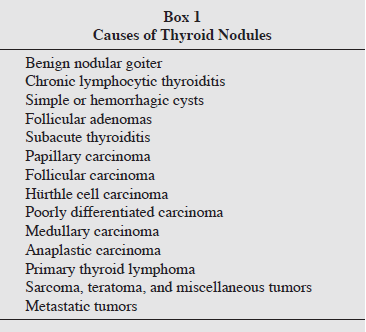 Box 1
Causes of Thyroid Nodules
Benign nodular goiter
Chronic lymphocytic thyroiditis
Simple or hemorrhagic cysts
Follicular adenomas
Subacute thyroiditis
Papillary carcinoma
Follicular carcinoma
Hürthle cell carcinoma
Poorly differentiated carcinoma
Medullary carcinoma
Anaplastic carcinoma
Primary thyroid lymphoma
Sarcoma, teratoma, and miscellaneous tumors
Metastatic tumors